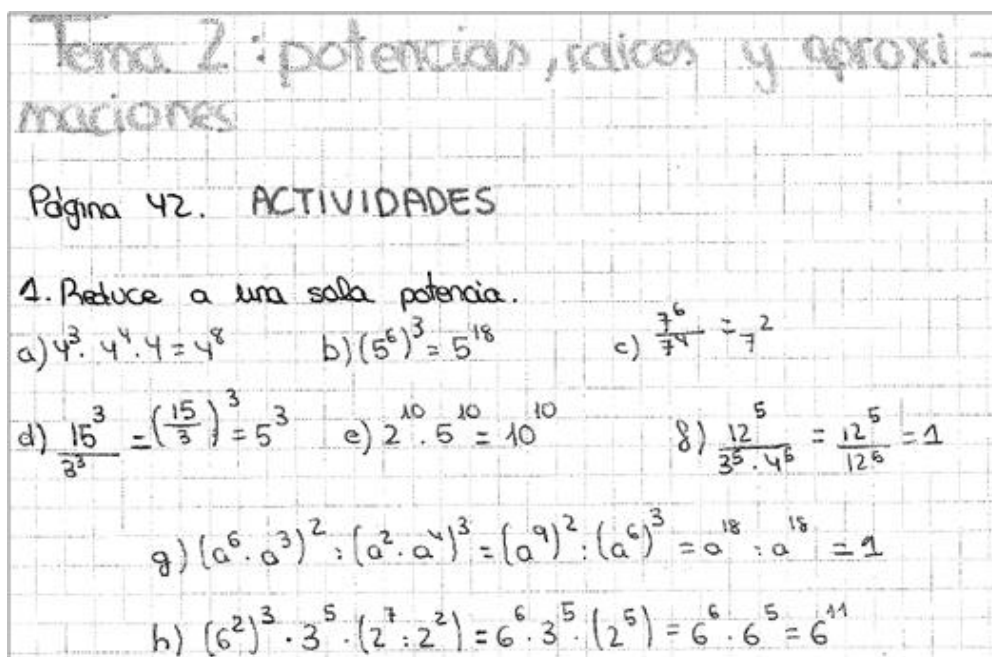 Tema 2: potencias, raices y aproxi-
maciones
Página 42. ACTIVIDADES
1. Reduce a una sola potencia.
a) 4³ · 4⁴ · 4 = 4⁸ b) (5⁶)³ = 5¹⁸ c) 7⁶/7⁴ = 7²
d) 15³/3³ = (15/3)³ = 5³ e) 2¹⁰ · 5¹⁰ = 10¹⁰ f) 12⁵/3⁵ · 4⁵ = 12⁵/12⁵ = 1
g) (a⁶ · a³)² : (a² · a⁴)³ = (a⁹)² : (a⁶)³ = a¹⁸ : a¹⁸ = 1
h) (6²)³ · 3⁵ · (2⁷ : 2²) = 6⁶ · 3⁵ · (2⁵) = 6⁶ · 6⁵ = 6¹¹